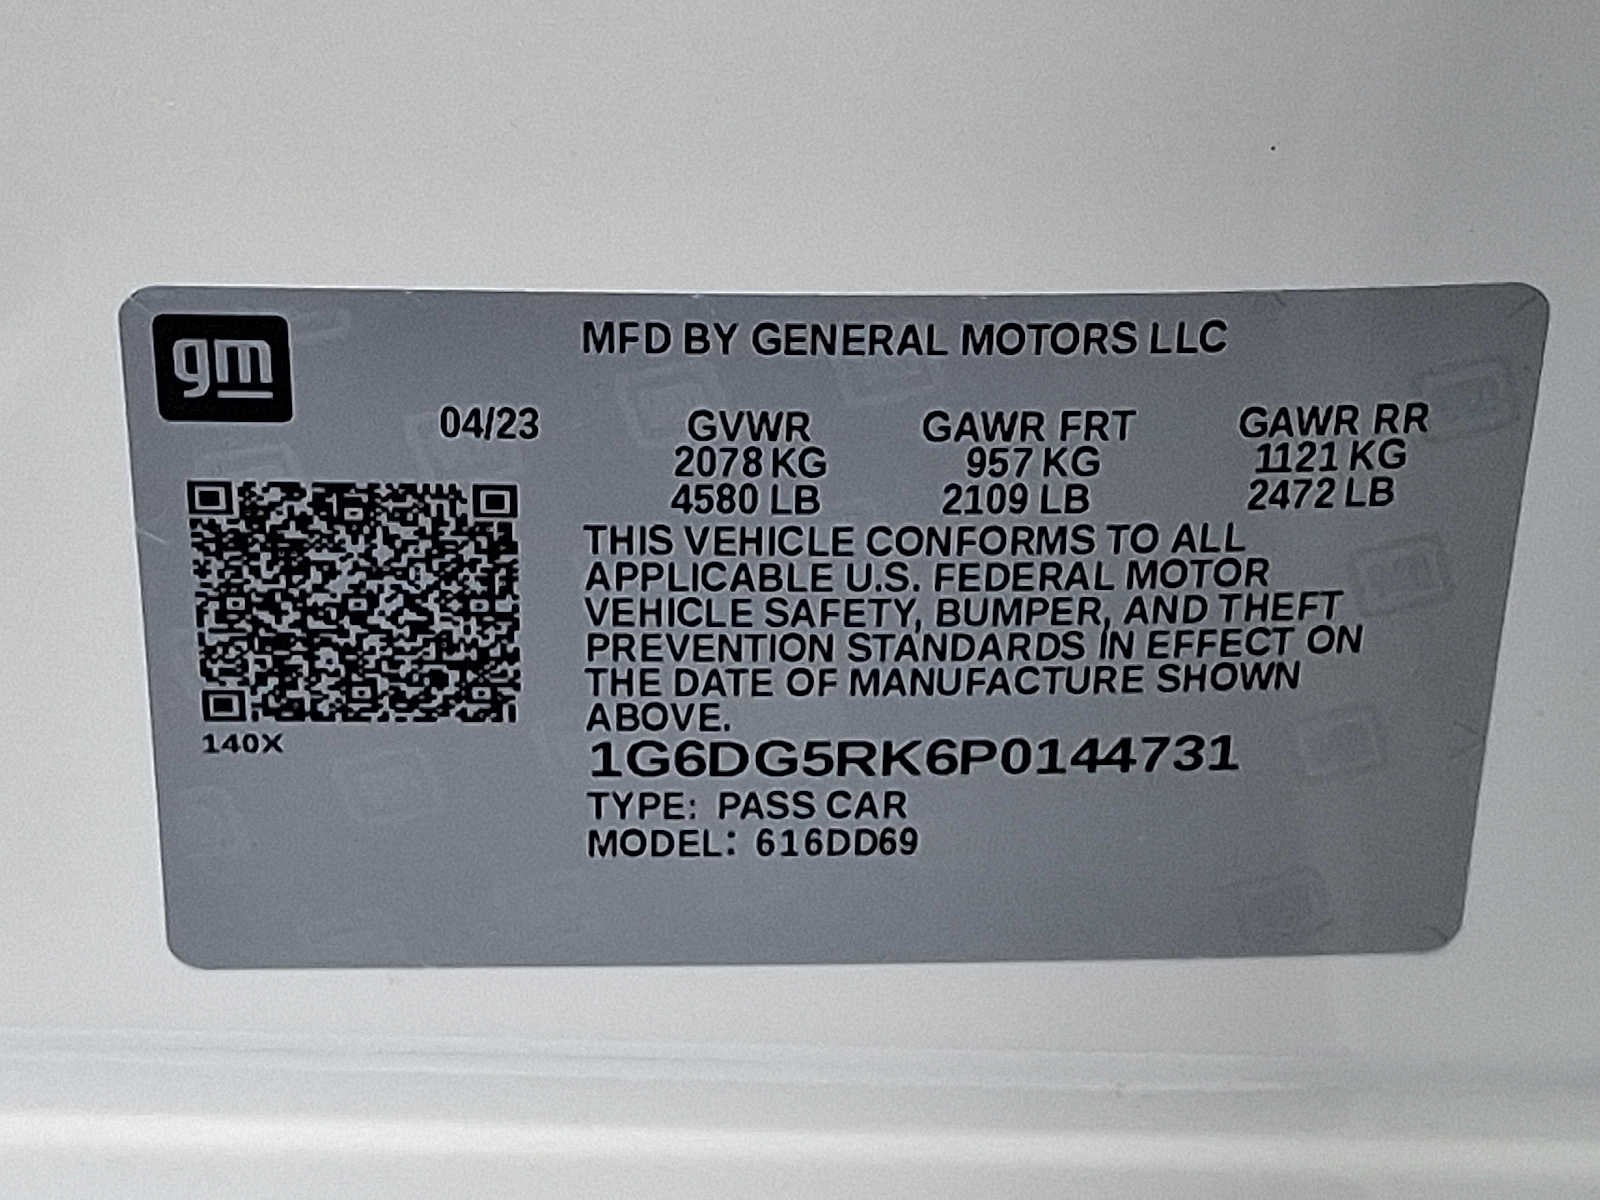 gm
MFD BY GENERAL MOTORS LLC
04/23 GVWR GAWR FRT GAWR RR
2078 KG 957 KG 1121 KG
4580 LB 2109 LB 2472 LB
THIS VEHICLE CONFORMS TO ALL
APPLICABLE U.S. FEDERAL MOTOR
VEHICLE SAFETY, BUMPER, AND THEFT
PREVENTION STANDARDS IN EFFECT ON
THE DATE OF MANUFACTURE SHOWN
ABOVE.
140X
1G6DG5RK6P0144731
TYPE: PASS CAR
MODEL: 616DD69